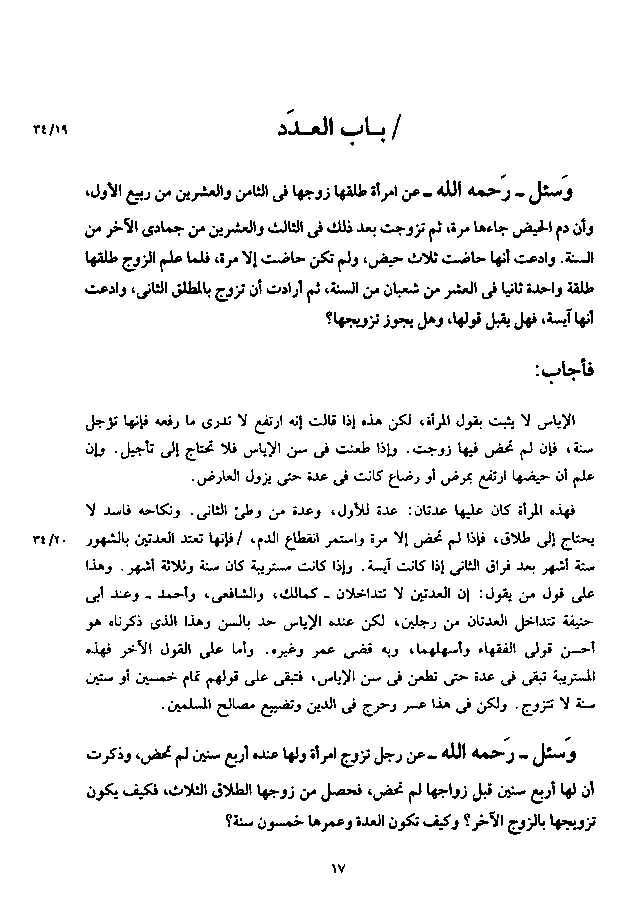 ٣٤/١٩
/ بـاب العـدَد
وَسئل ـ رَحمه الله ـ عن امرأة طلقها زوجها فى الثامن والعشرين من ربيع الأول،
وأن دم الحيض جاءها مرة، ثم تزوجت بعد ذلك فى الثالث والعشرين من جمادى الآخر من
السنة. وادعت أنها حاضت ثلاث حيض، ولم تكن حاضت إلا مرة، فلما علم الزوج طلقها
طلقة واحدة ثانيا فى العشر من شعبان من السنة، ثم أرادت أن تزوج بالمطلق الثانى، وادعت
أنها آيسة، فهل يقبل قولها، وهل يجوز تزويجها؟
فأجاب:
الإياس لا يثبت بقول المرأة، لكن هذه إذا قالت إنه ارتفع لا تدرى ما رفعه فإنها تؤجل
سنة، فإن لم تحض فيها زوجت. وإذا طعنت فى سن الإياس فلا تحتاج إلى تأجيل. وإن
علم أن حيضها ارتفع بمرض أو رضاع كانت فى عدة حتى يزول العارض.
فهذه المرأة كان عليها عدتان: عدة للأول، وعدة من وطئ الثانى. ونكاحه فاسد لا
٣٤/٢٠ يحتاج إلى طلاق، فإذا لم تحض إلا مرة واستمر انقطاع الدم، /فإنها تعتد العدتين بالشهور
ستة أشهر بعد فراق الثانى إذا كانت آيسة. وإذا كانت مستريبة كان سنة وثلاثة أشهر. وهذا
على قول من يقول: إن العدتين لا تتداخلان ـ كمالك، والشافعى، وأحمد ـ وعند أبى
حنيفة تتداخل العدتان من رجلين، لكن عنده الإياس حد بالسن وهذا الذى ذكرناه هو
أحسن قولى الفقهاء وأسهلهما، وبه قضى عمر وغيره. وأما على القول الآخر فهذه
المستريبة تبقى فى عدة حتى تطعن فى سن الإياس، فتبقى على قولهم تمام خمسين أو ستين
سنة لا تتزوج. ولكن فى هذا عسر وحرج فى الدين وتضييع مصالح المسلمين.
وَسئل ـ رَحمه الله ـ عن رجل تزوج امرأة ولها عنده أربع سنين لم تحض، وذكرت
أن لها أربع سنين قبل زواجها لم تحض، فحصل من زوجها الطلاق الثلاث، فكيف يكون
تزويجها بالزوج الآخر؟ وكيف تكون العدة وعمرها خمسون سنة؟
١٧